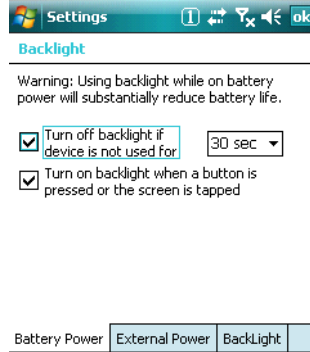 Settings 1 ok
Backlight
Warning: Using backlight while on battery
power will substantially reduce battery life.
Turn off backlight if
device is not used for
30 sec
Turn on backlight when a button is
pressed or the screen is tapped
Battery Power External Power BackLight